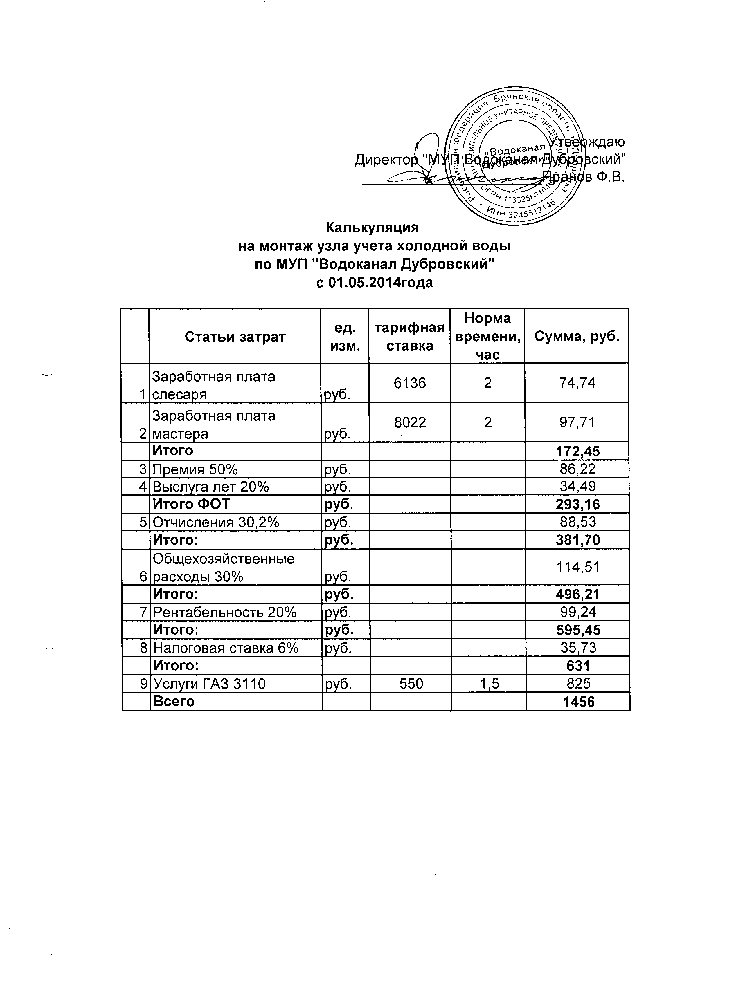 Утверждаю
Директор "МУП Водоканал Дубровский"
Пранов Ф.В.
Российская Федерация. Брянская область,
МУНИЦИПАЛЬНОЕ УНИТАРНОЕ ПРЕДПРИЯТИЕ
«Водоканал
Дубровский»
ИНН 3245512146
Калькуляция
на монтаж узла учета холодной воды
по МУП "Водоканал Дубровский"
с 01.05.2014года
Статьи затрат ед. изм. тарифная ставка Норма времени, час Сумма, руб.
1 Заработная плата слесаря руб. 6136 2 74,74
2 Заработная плата мастера руб. 8022 2 97,71
Итого 172,45
3 Премия 50% руб. 86,22
4 Выслуга лет 20% руб. 34,49
Итого ФОТ руб. 293,16
5 Отчисления 30,2% руб. 88,53
Итого: руб. 381,70
6 Общехозяйственные расходы 30% руб. 114,51
Итого: руб. 496,21
7 Рентабельность 20% руб. 99,24
Итого: руб. 595,45
8 Налоговая ставка 6% руб. 35,73
Итого: 631
9 Услуги ГАЗ 3110 руб. 550 1,5 825
Всего 1456